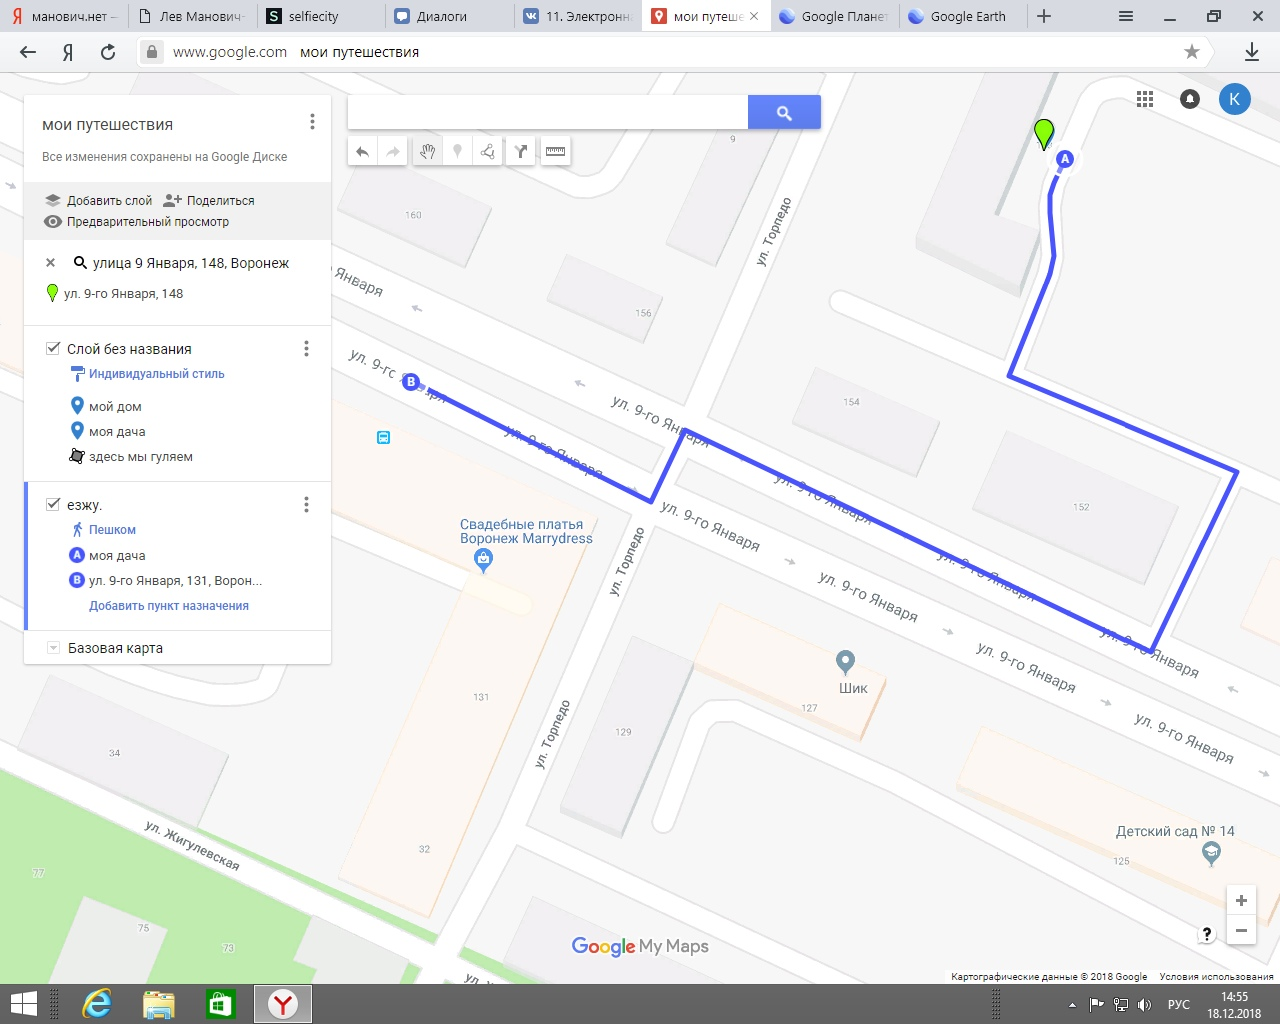 манович.нет –
Лев Манович-
selfiecity
Диалоги
11. Электронна
мои путеше
Google Планет
Google Earth
www.google.com мои путешествия
мои путешествия
Все изменения сохранены на Google Диске
Добавить слой
Поделиться
Предварительный просмотр
улица 9 Января, 148, Воронеж
ул. 9-го Января, 148
Слой без названия
Индивидуальный стиль
мой дом
моя дача
здесь мы гуляем
езжу.
Пешком
A моя дача
B ул. 9-го Января, 131, Ворон...
Добавить пункт назначения
Базовая карта
K
9
160
156
154
152
131
129
127
125
34
32
77
75
73
A
B
Января
ул. Торпедо
ул. 9-го Января
ул. 9-го Января
ул. 9-го Января
ул. 9-го Января
ул. 9-го Января
ул. 9-го Января
ул. 9-го Января
ул. 9-го Января
ул. 9-го Января
ул. 9-го Января
ул. Торпедо
ул. Торпедо
ул. Жигулевская
Свадебные платья
Воронеж Marrydress
Шик
Детский сад № 14
Google My Maps
+
−
?
Картографические данные © 2018 Google
Условия использования
РУС
14:55
18.12.2018